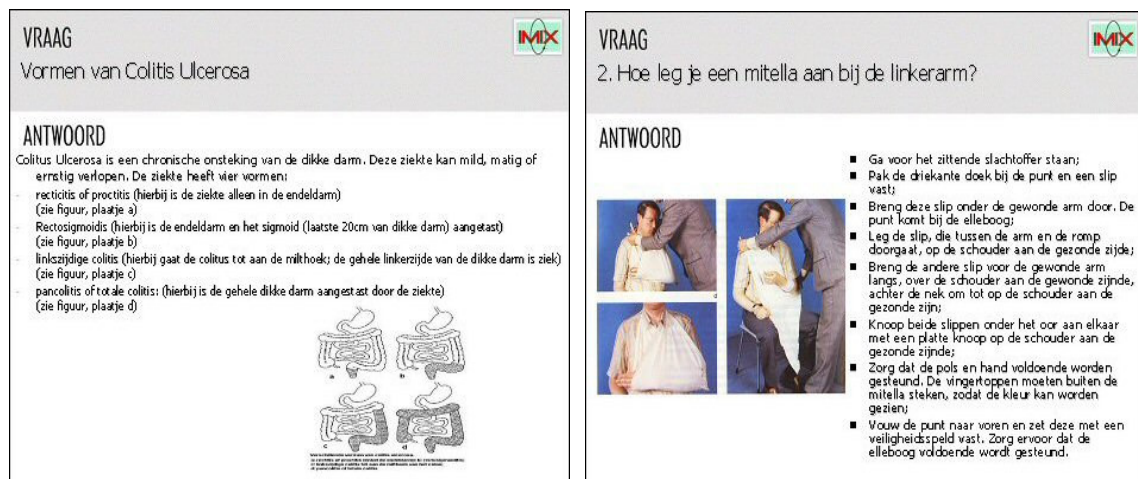 VRAAG
IMIX
Vormen van Colitis Ulcerosa
ANTWOORD
Colitus Ulcerosa is een chronische onsteking van de dikke darm. Deze ziekte kan mild, matig of
ernstig verlopen. De ziekte heeft vier vormen:
- recticitis of proctitis (hierbij is de ziekte alleen in de endeldarm)
(zie figuur, plaatje a)
- Rectosigmoidis (hierbij is de endeldarm en het sigmoid (laatste 20cm van dikke darm) aangetast)
(zie figuur, plaatje b)
- linkszijdige colitis (hierbij gaat de colitus tot aan de milthoek; de gehele linkerzijde van de dikke darm is ziek)
(zie figuur, plaatje c)
- pancolitis of totale colitis: (hierbij is de gehele dikke darm aangestast door de ziekte)
(zie figuur, plaatje d)
a b
c d
VRAAG
IMIX
2. Hoe leg je een mitella aan bij de linkerarm?
ANTWOORD
■ Ga voor het zittende slachtoffer staan;
■ Pak de driekante doek bij de punt en een slip
vast;
■ Breng deze slip onder de gewonde arm door. De
punt komt bij de elleboog;
■ Leg de slip, die tussen de arm en de romp
doorgaat, op de schouder aan de gezonde zijde;
■ Breng de andere slip voor de gewonde arm
langs, over de schouder aan de gewonde zijnde,
achter de nek om tot op de schouder aan de
gezonde zijn;
■ Knoop beide slippen onder het oor aan elkaar
met een platte knoop op de schouder aan de
gezonde zijnde;
■ Zorg dat de pols en hand voldoende worden
gesteund. De vingertoppen moeten buiten de
mitella steken, zodat de kleur kan worden
gezien;
■ Vouw de punt naar voren en zet deze met een
veiligheidsspeld vast. Zorg ervoor dat de
elleboog voldoende wordt gesteund.